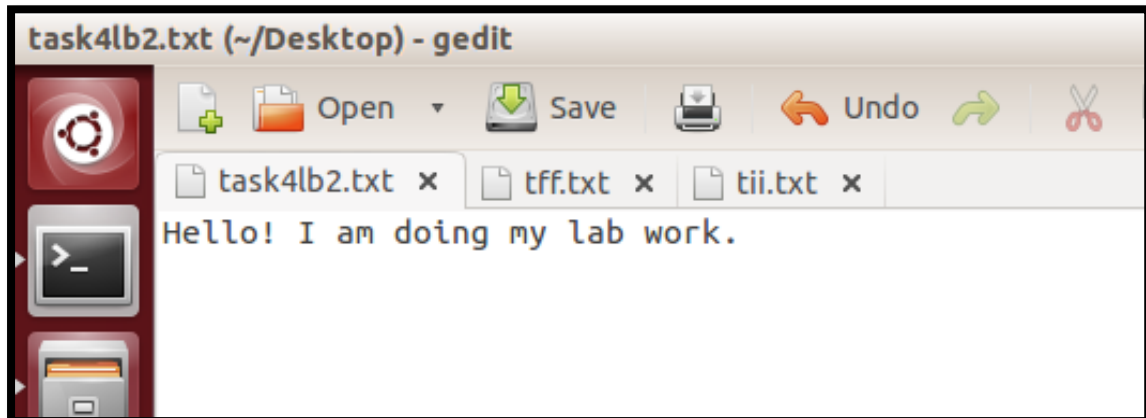 task4lb2.txt (~/Desktop) - gedit
Open Save Undo
task4lb2.txt x tff.txt x tii.txt x
Hello! I am doing my lab work.
>_